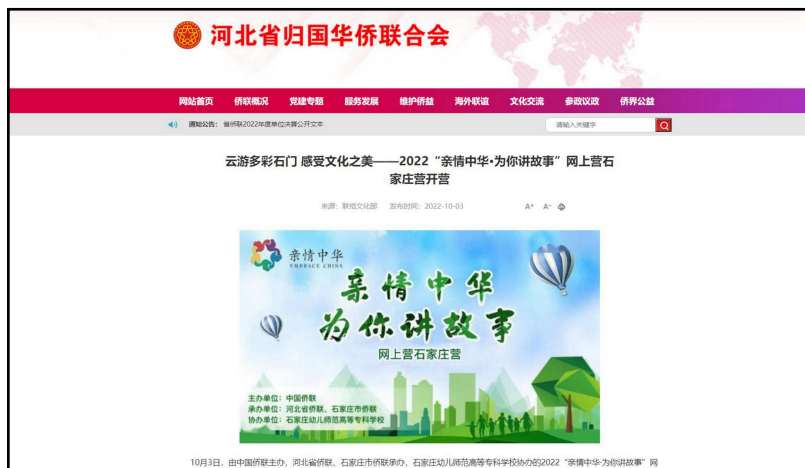 河北省归国华侨联合会
网站首页 侨联概况 党建专题 服务发展 维护侨益 海外联谊 文化交流 参政议政 侨界公益
通知公告： 省侨联2022年度单位决算公开文本 请输入关键字
云游多彩石门 感受文化之美——2022“亲情中华·为你讲故事”网上营石
家庄营开营
来源：联络文化部 发布时间：2022-10-03 A+ A-
亲情中华
EMBRACE CHINA
亲情中华
为你讲故事
网上营石家庄营
主办单位：中国侨联
承办单位：河北省侨联、石家庄市侨联
协办单位：石家庄幼儿师范高等专科学校
10月3日，由中国侨联主办，河北省侨联、石家庄市侨联承办，石家庄幼儿师范高等专科学校协办的2022“亲情中华·为你讲故事”网